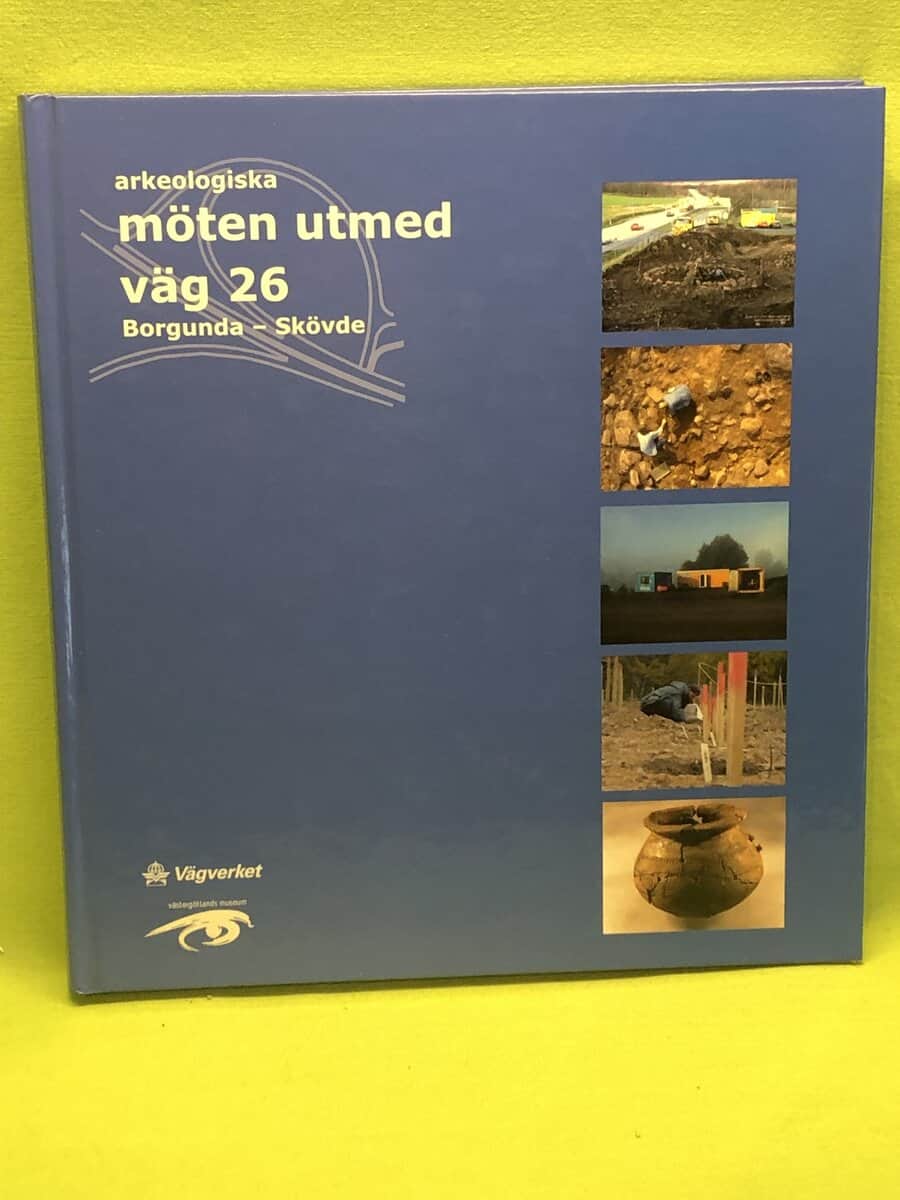 arkeologiska
möten utmed
väg 26
Borgunda – Skövde
Vägverket
västergötlands museum